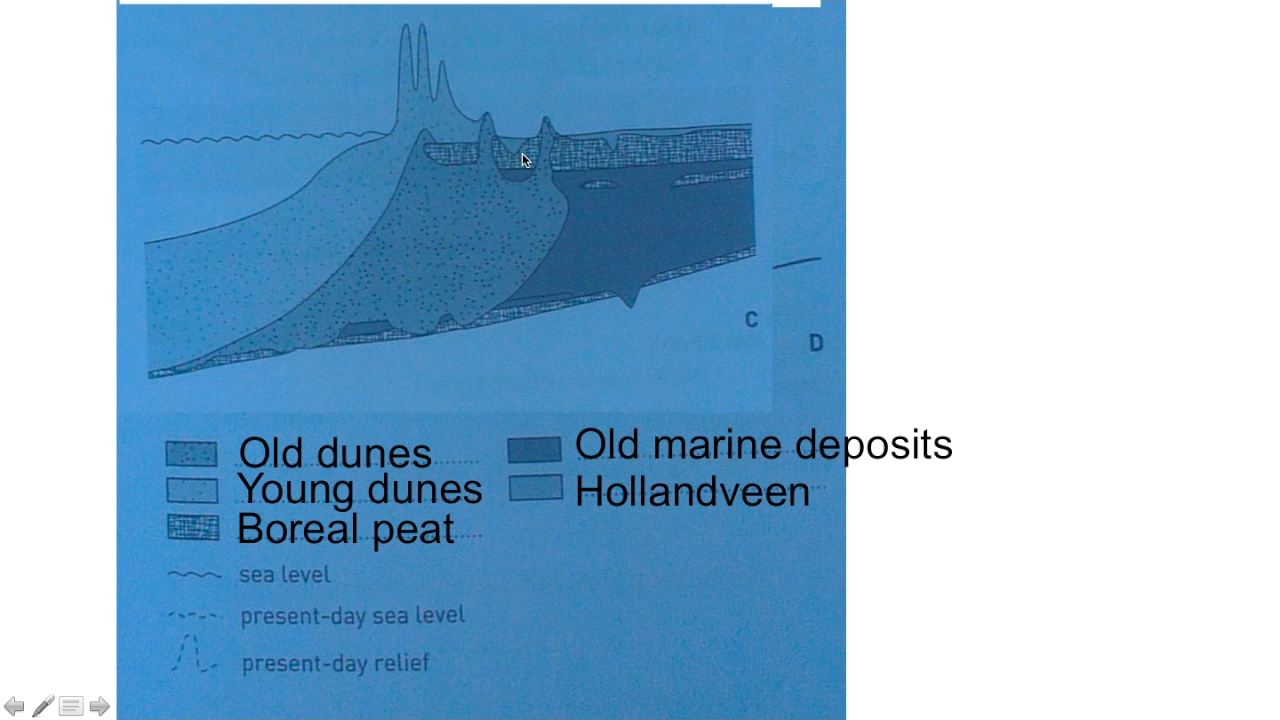 C
D
Old dunes
Old marine deposits
Young dunes
Hollandveen
Boreal peat
sea level
present-day sea level
present-day relief